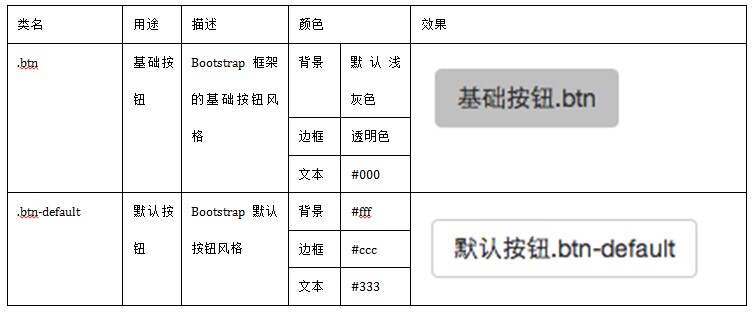 类名 用途 描述 颜色 效果
.btn 基础按钮 Bootstrap 框架的基础按钮风格 背景 默认浅灰色 基础按钮.btn
边框 透明色
文本 #000
.btn-default 默认按钮 Bootstrap 默认按钮风格 背景 #fff 默认按钮.btn-default
边框 #ccc
文本 #333